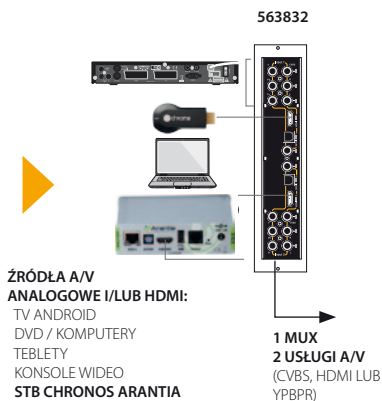 563832
chrome
Arantia
ŹRÓDŁA A/V
ANALOGOWE I/LUB HDMI:
TV ANDROID
DVD / KOMPUTERY
TEBLETY
KONSOLE WIDEO
STB CHRONOS ARANTIA
1 MUX
2 USŁUGI A/V
(CVBS, HDMI LUB
YPBPR)